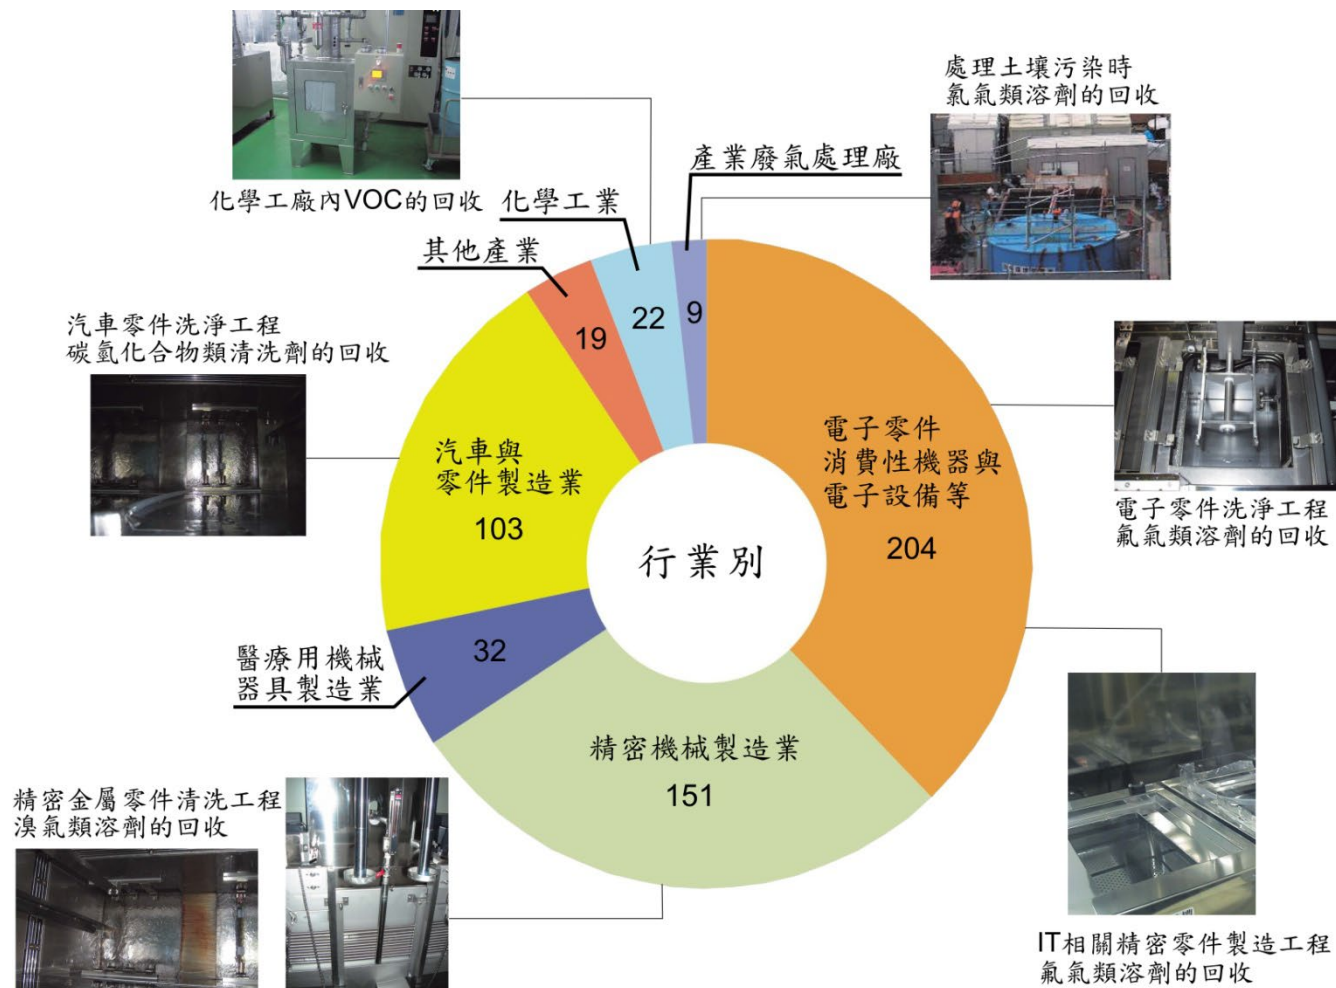 處理土壤污染時
氯氣類溶劑的回收
產業廢氣處理廠
化學工廠內VOC的回收
化學工業
其他產業
19
22
9
汽車零件洗淨工程
碳氫化合物類清洗劑的回收
汽車與
零件製造業
103
電子零件
消費性機器與
電子設備等
204
電子零件洗淨工程
氟氣類溶劑的回收
行業別
醫療用機械
器具製造業
32
精密機械製造業
151
精密金屬零件清洗工程
溴氣類溶劑的回收
IT相關精密零件製造工程
氟氣類溶劑的回收